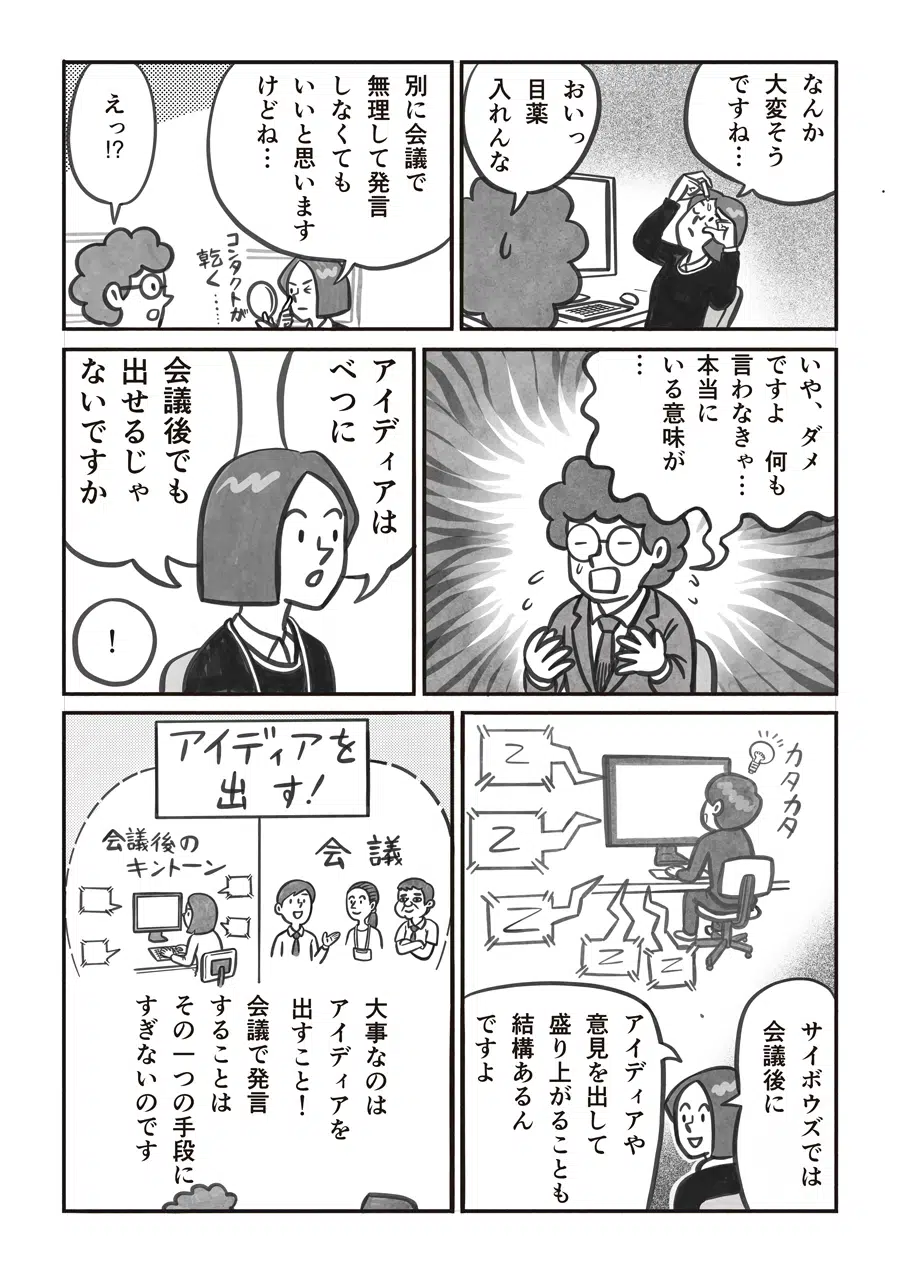 なんか
大変そう
ですね…
おいっ
目薬
入れんな
別に会議で
無理して発言
しなくても
いいと思います
けどね…
コンタクトが
乾く……
えっ!?
いや、ダメ
ですよ　何も
言わなきゃ…
本当に
いる意味が
…
アイディアは
べつに
会議後でも
出せるじゃ
ないですか
！
カタカタ
サイボウズでは
会議後に
アイディアや
意見を出して
盛り上がることも
結構あるん
ですよ
アイディアを
出す！
会議
会議後の
キントーン
大事なのは
アイディアを
出すこと！
会議で発言
することは
その一つの手段に
すぎないのです